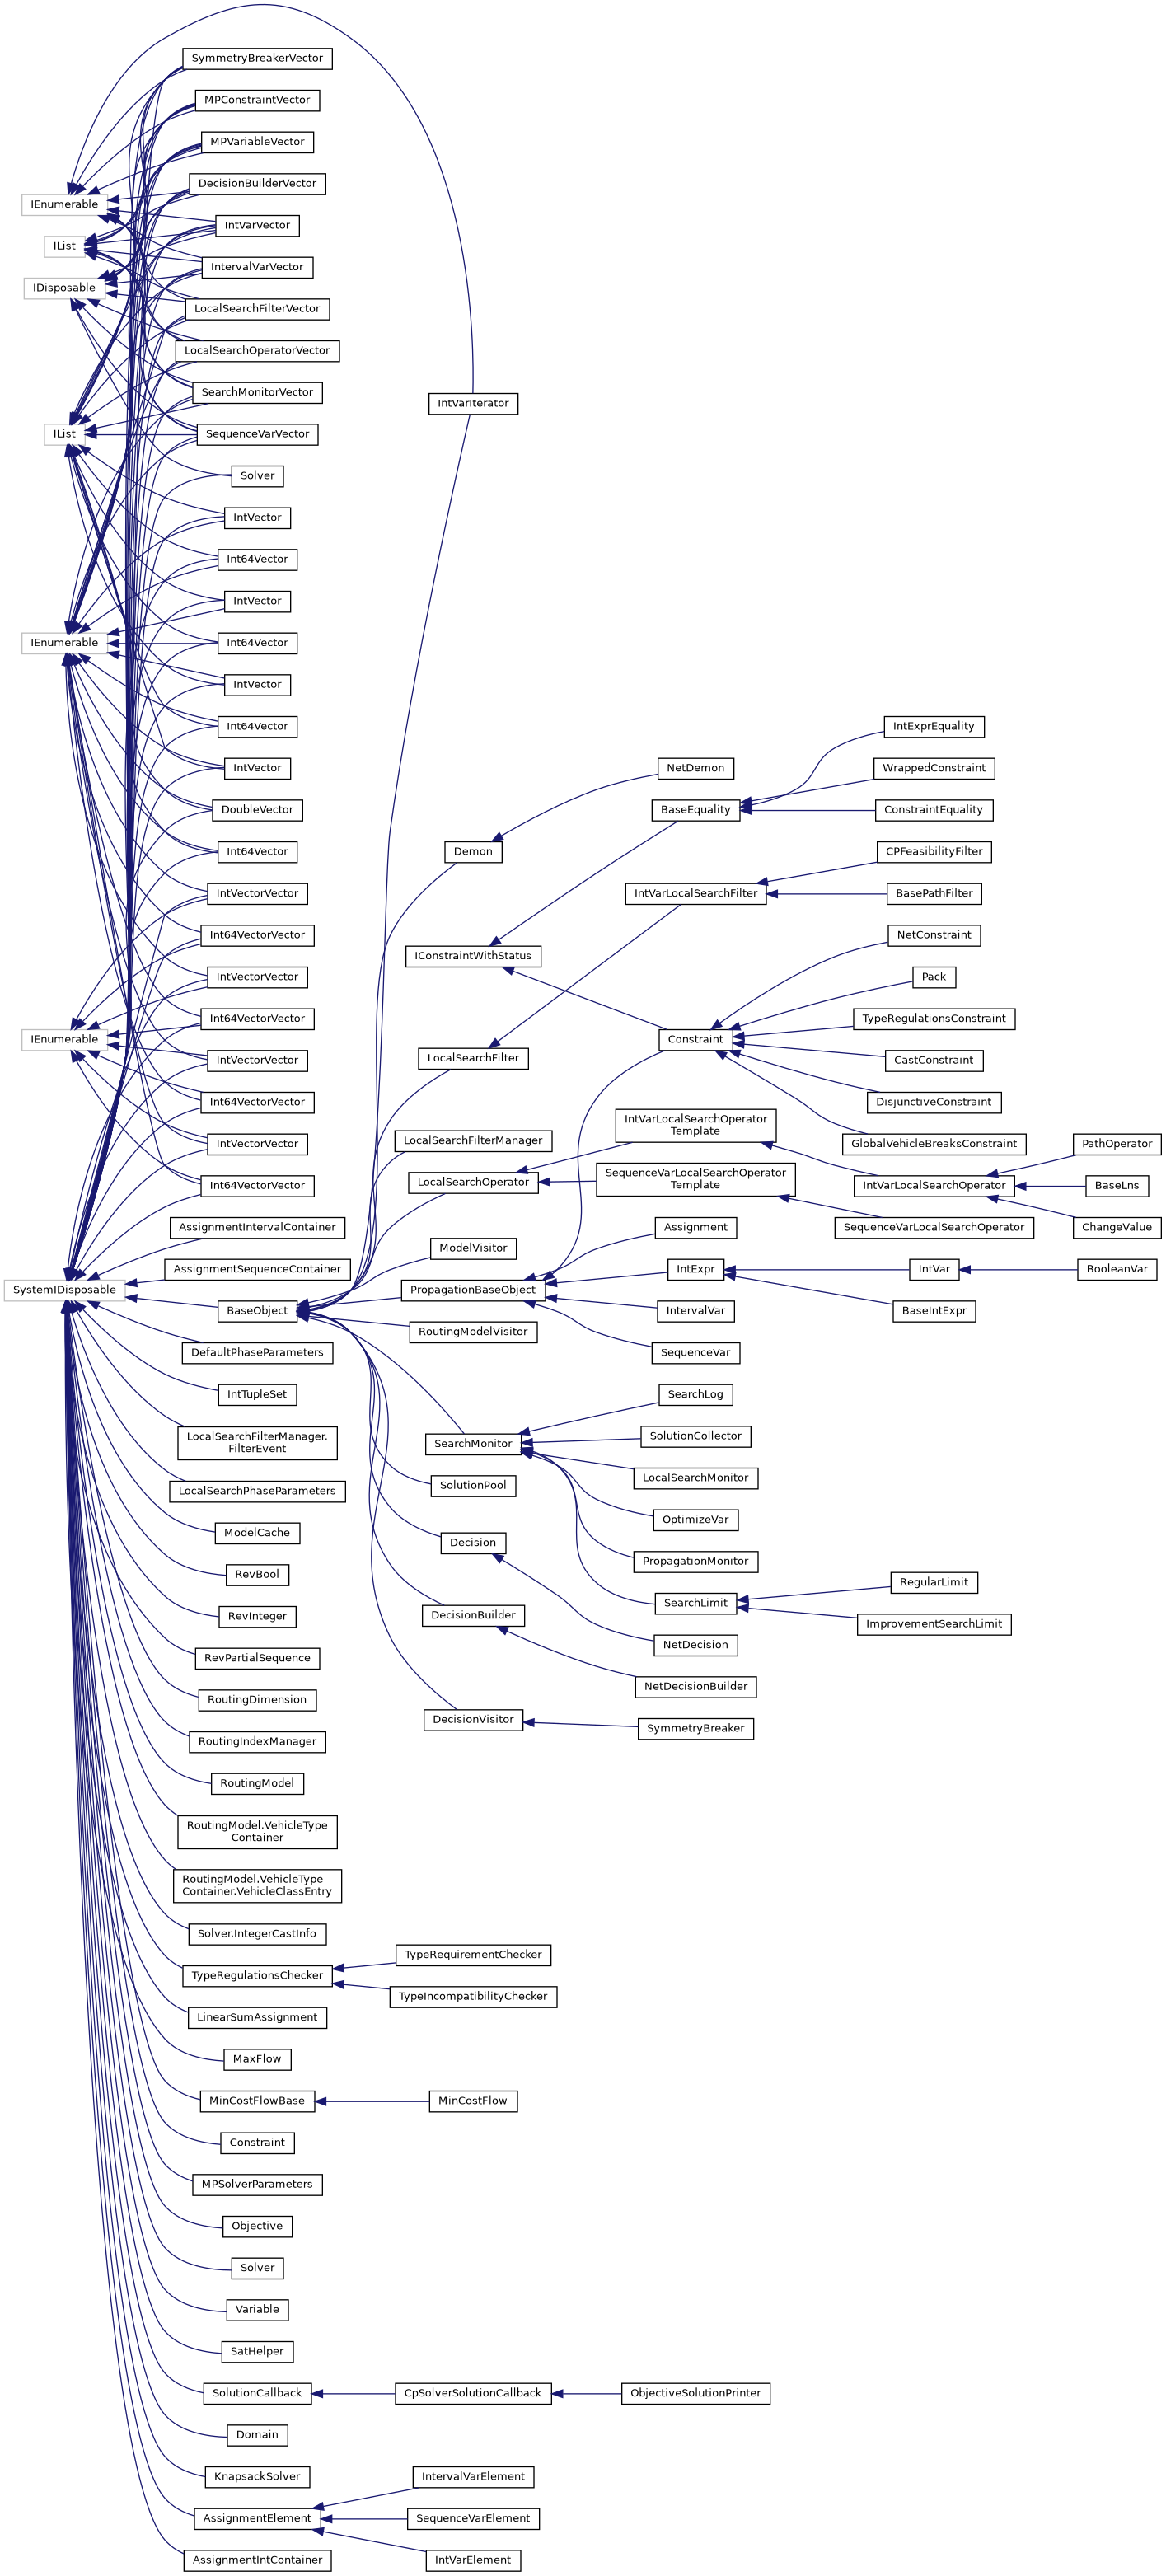 SymmetryBreakerVector
MPConstraintVector
MPVariableVector
DecisionBuilderVector
IEnumerable
IntVarVector
IList
IntervalVarVector
IDisposable
LocalSearchFilterVector
LocalSearchOperatorVector
SearchMonitorVector
IntVarIterator
IList
SequenceVarVector
Solver
IntVector
Int64Vector
IntVector
IEnumerable
Int64Vector
IntVector
Int64Vector
IntExprEquality
IntVector
NetDemon
WrappedConstraint
DoubleVector
BaseEquality
ConstraintEquality
Int64Vector
Demon
CPFeasibilityFilter
IntVectorVector
IntVarLocalSearchFilter
BasePathFilter
Int64VectorVector
NetConstraint
IConstraintWithStatus
IntVectorVector
Pack
Int64VectorVector
TypeRegulationsConstraint
IEnumerable
Constraint
IntVectorVector
LocalSearchFilter
CastConstraint
Int64VectorVector
DisjunctiveConstraint
IntVarLocalSearchOperator
Template
IntVectorVector
LocalSearchFilterManager
GlobalVehicleBreaksConstraint
PathOperator
Int64VectorVector
LocalSearchOperator
SequenceVarLocalSearchOperator
Template
IntVarLocalSearchOperator
BaseLns
AssignmentIntervalContainer
Assignment
SequenceVarLocalSearchOperator
ChangeValue
ModelVisitor
AssignmentSequenceContainer
IntExpr
IntVar
BooleanVar
SystemIDisposable
PropagationBaseObject
BaseObject
IntervalVar
BaseIntExpr
RoutingModelVisitor
DefaultPhaseParameters
SequenceVar
IntTupleSet
SearchLog
LocalSearchFilterManager.
FilterEvent
SearchMonitor
SolutionCollector
LocalSearchMonitor
LocalSearchPhaseParameters
SolutionPool
OptimizeVar
ModelCache
Decision
PropagationMonitor
RevBool
RegularLimit
SearchLimit
RevInteger
DecisionBuilder
ImprovementSearchLimit
NetDecision
RevPartialSequence
NetDecisionBuilder
RoutingDimension
DecisionVisitor
SymmetryBreaker
RoutingIndexManager
RoutingModel
RoutingModel.VehicleType
Container
RoutingModel.VehicleType
Container.VehicleClassEntry
Solver.IntegerCastInfo
TypeRequirementChecker
TypeRegulationsChecker
TypeIncompatibilityChecker
LinearSumAssignment
MaxFlow
MinCostFlowBase
MinCostFlow
Constraint
MPSolverParameters
Objective
Solver
Variable
SatHelper
SolutionCallback
CpSolverSolutionCallback
ObjectiveSolutionPrinter
Domain
KnapsackSolver
IntervalVarElement
AssignmentElement
SequenceVarElement
AssignmentIntContainer
IntVarElement